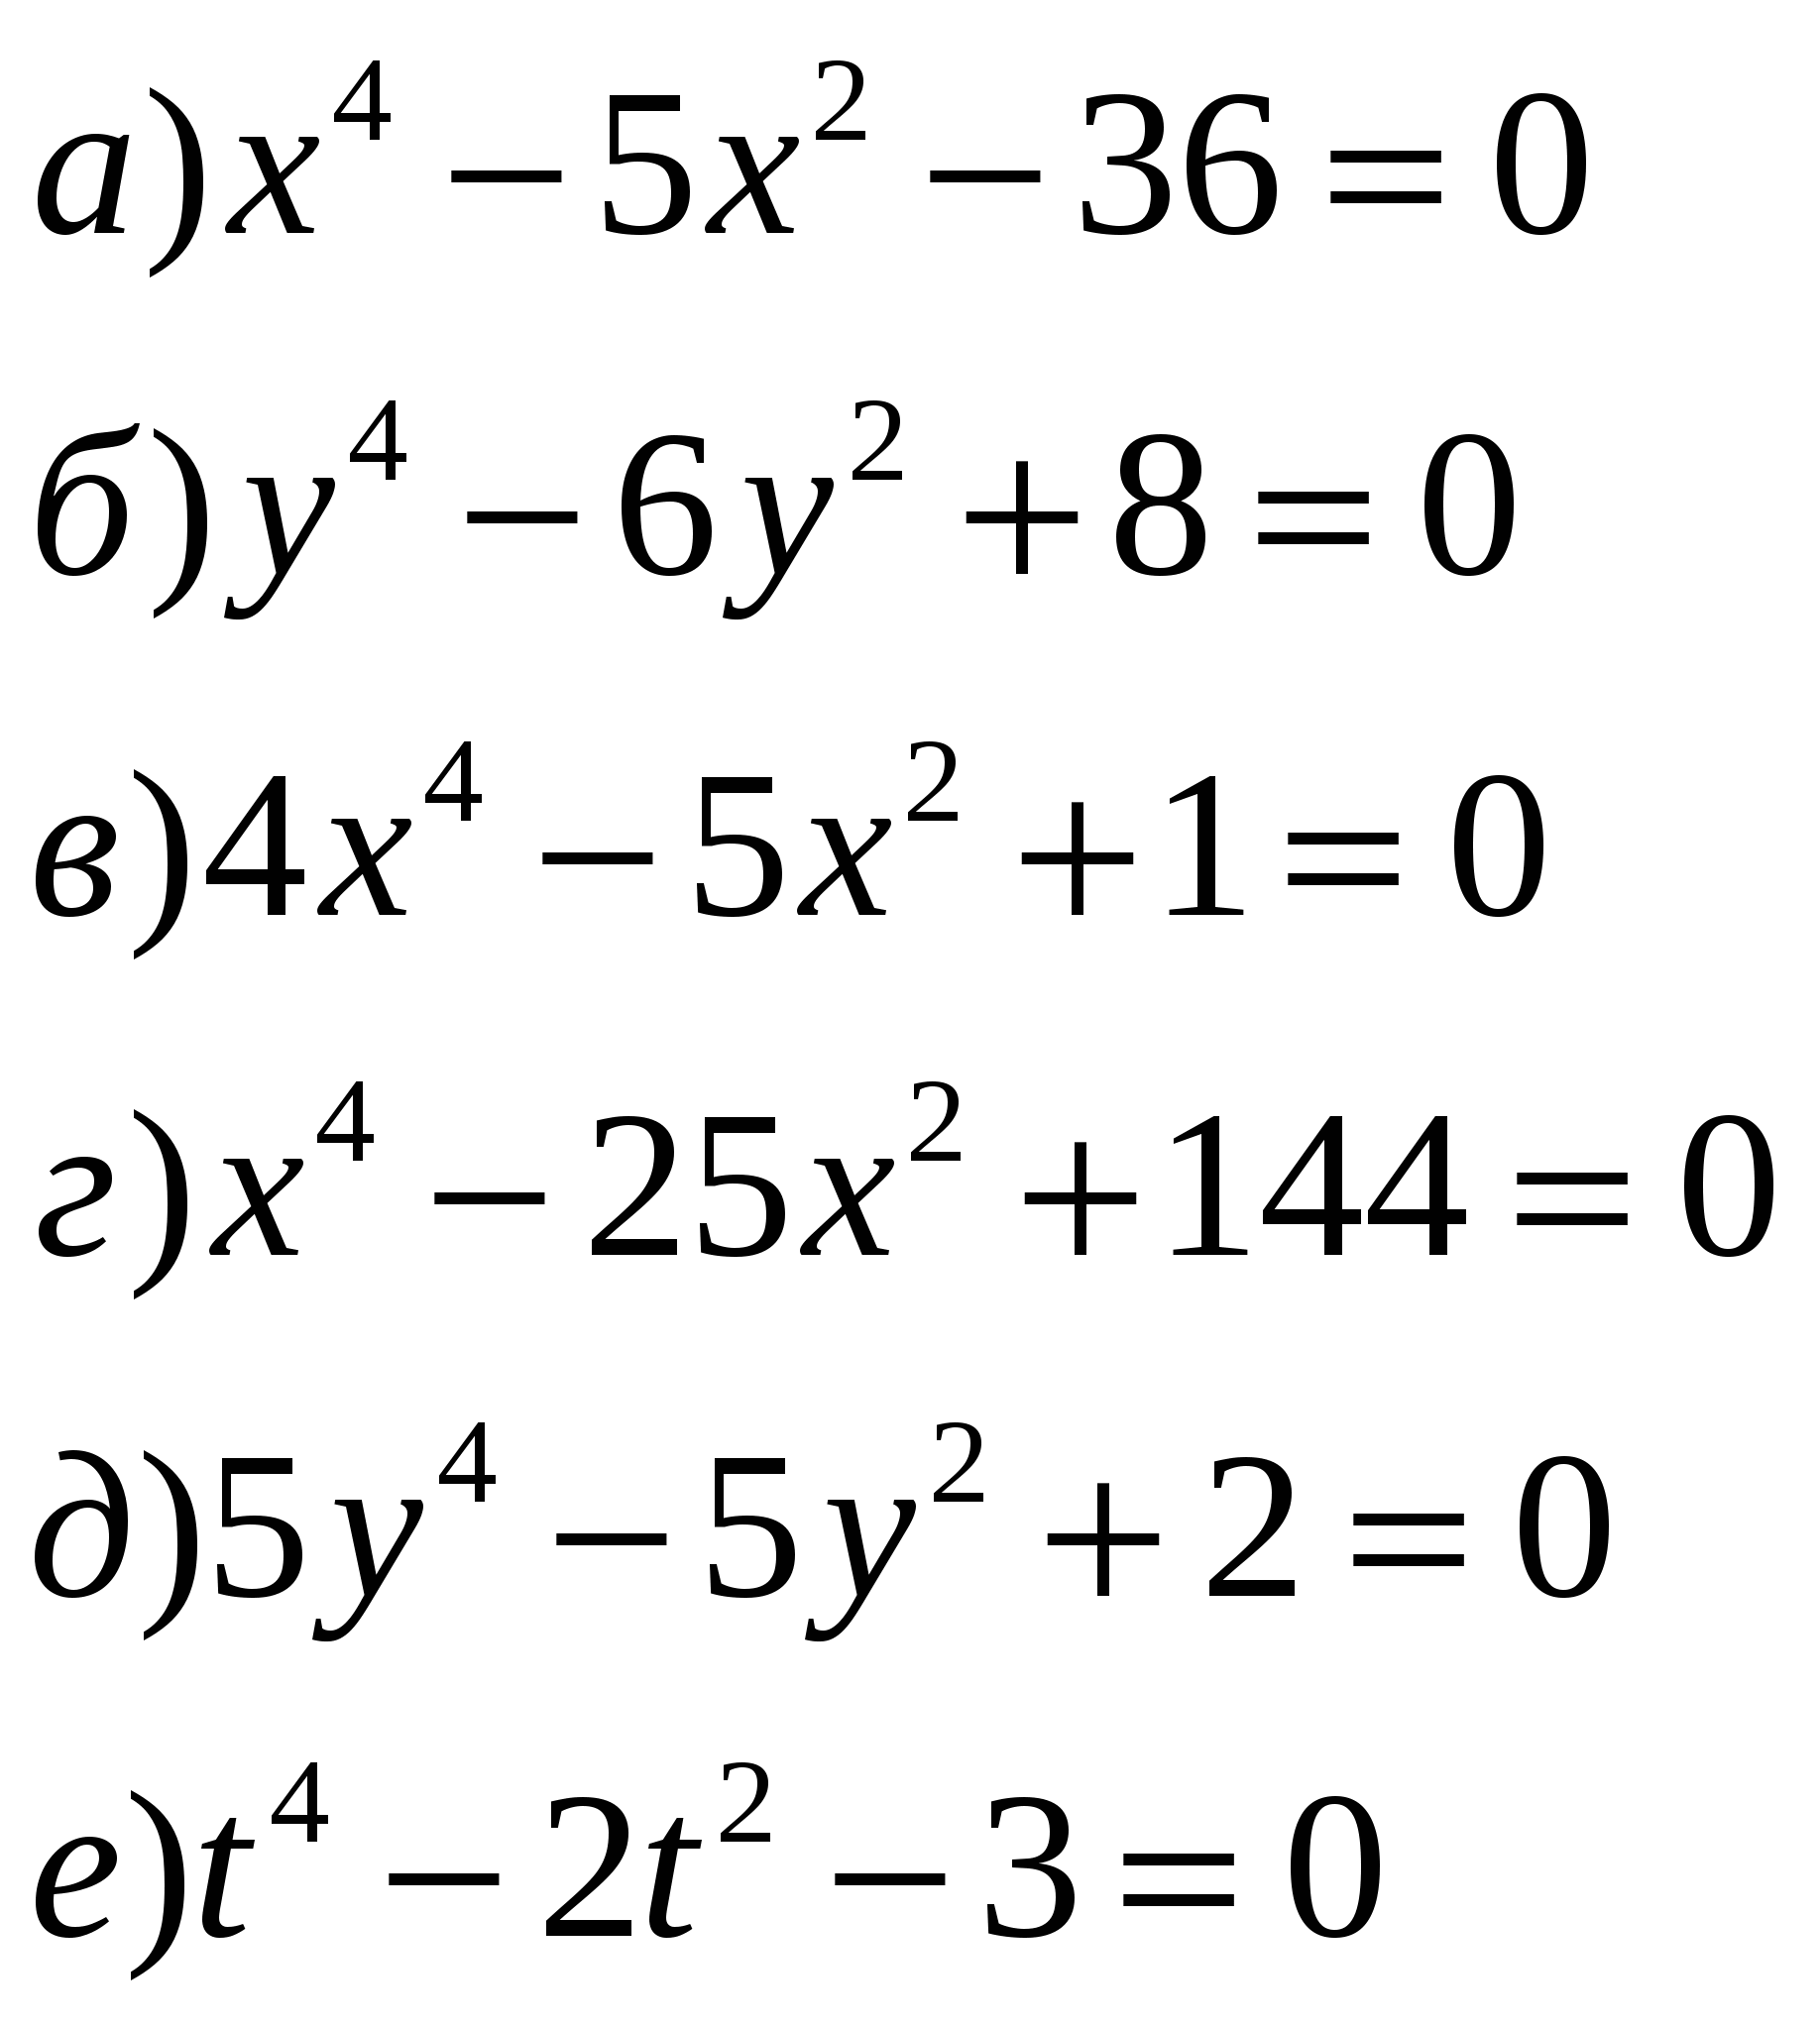 а) x⁴ − 5x² − 36 = 0
б) y⁴ − 6y² + 8 = 0
в) 4x⁴ − 5x² + 1 = 0
г) x⁴ − 25x² + 144 = 0
д) 5y⁴ − 5y² + 2 = 0
е) t⁴ − 2t² − 3 = 0